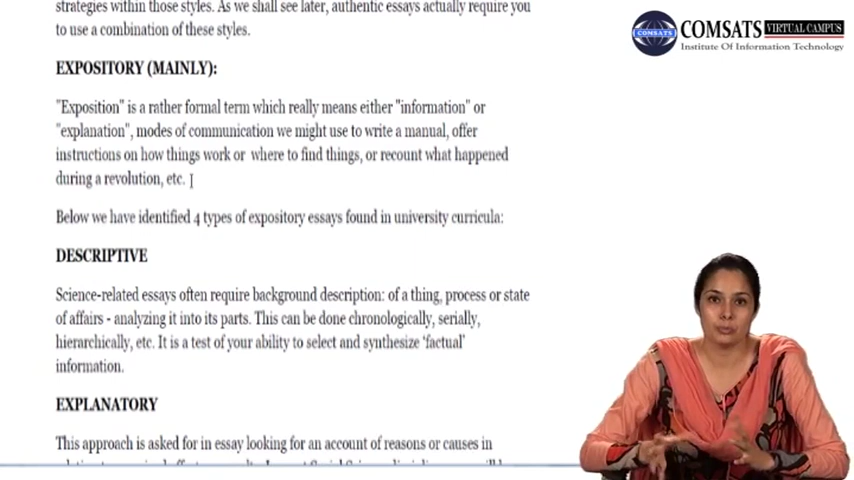 strategies within those styles. As we shall see later, authentic essays actually require you
to use a combination of these styles.
EXPOSITORY (MAINLY):
"Exposition" is a rather formal term which really means either "information" or
"explanation", modes of communication we might use to write a manual, offer
instructions on how things work or where to find things, or recount what happened
during a revolution, etc.
Below we have identified 4 types of expository essays found in university curricula:
DESCRIPTIVE
Science-related essays often require background description: of a thing, process or state
of affairs - analyzing it into its parts. This can be done chronologically, serially,
hierarchically, etc. It is a test of your ability to select and synthesize 'factual'
information.
EXPLANATORY
This approach is asked for in essay looking for an account of reasons or causes in
COMSATS
COMSATS VIRTUAL CAMPUS
Institute Of Information Technology